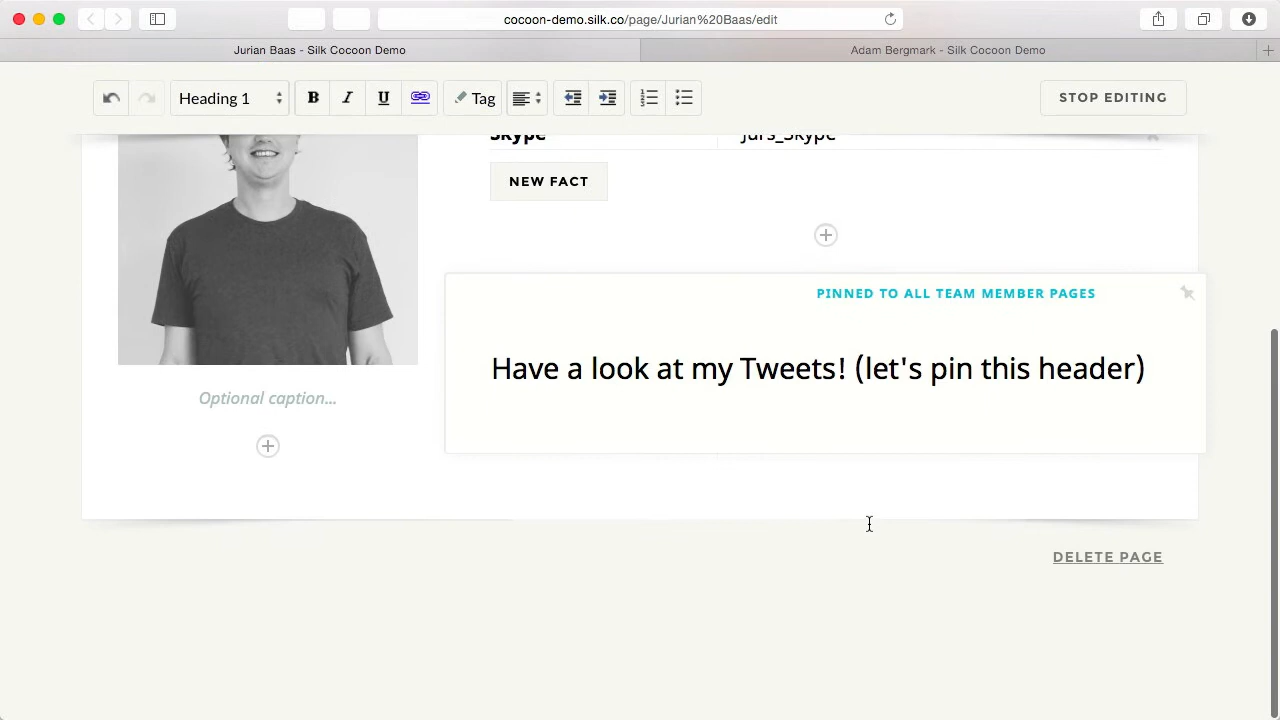 cocoon-demo.silk.co/page/Jurian%20Baas/edit
Jurian Baas - Silk Cocoon Demo
Adam Bergmark - Silk Cocoon Demo
Heading 1
B
I
U
Tag
STOP EDITING
Skype
Jurs_Skype
NEW FACT
PINNED TO ALL TEAM MEMBER PAGES
Have a look at my Tweets! (let's pin this header)
Optional caption...
DELETE PAGE